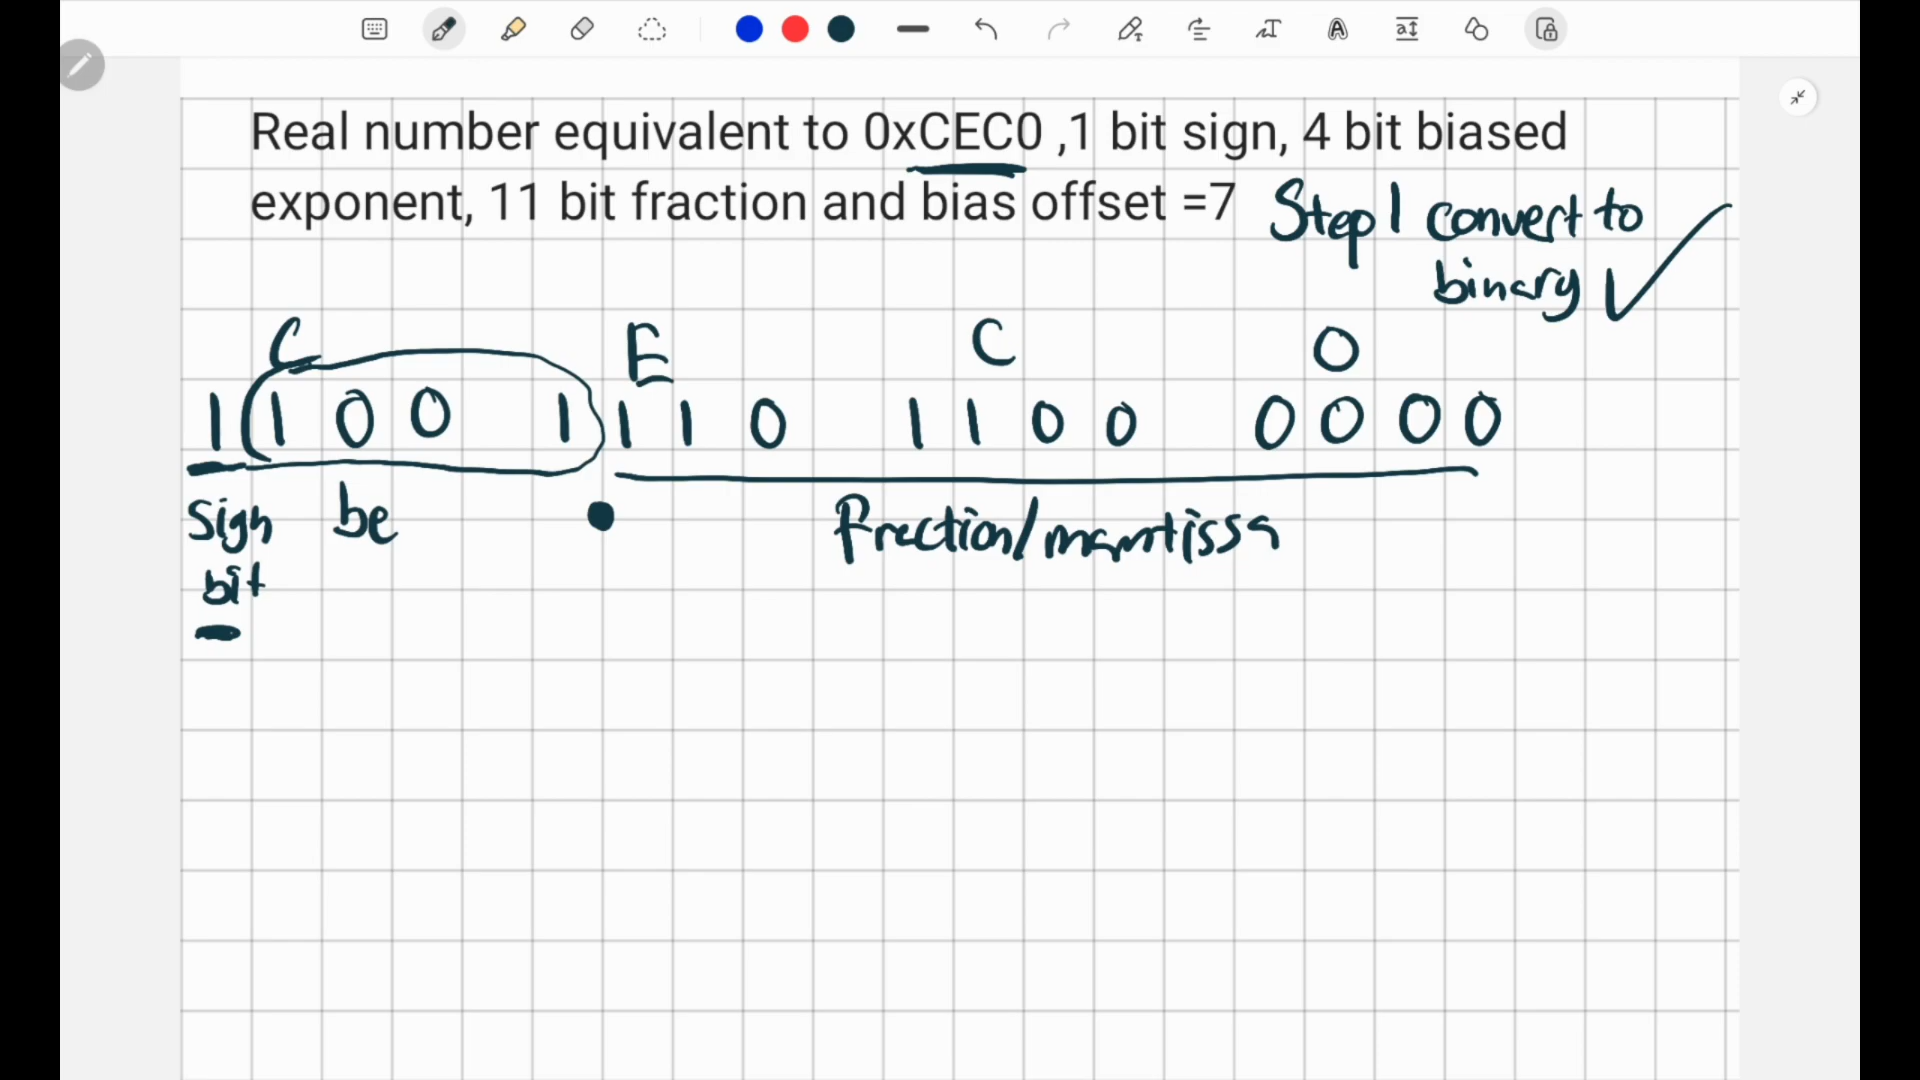 Real number equivalent to 0xCEC0 ,1 bit sign, 4 bit biased
exponent, 11 bit fraction and bias offset =7
Step 1 convert to
binary ✓
C E C 0
1 (1 0 0 1) 1 1 0 1 1 0 0 0 0 0 0
sign be • fraction/mantissa
bit